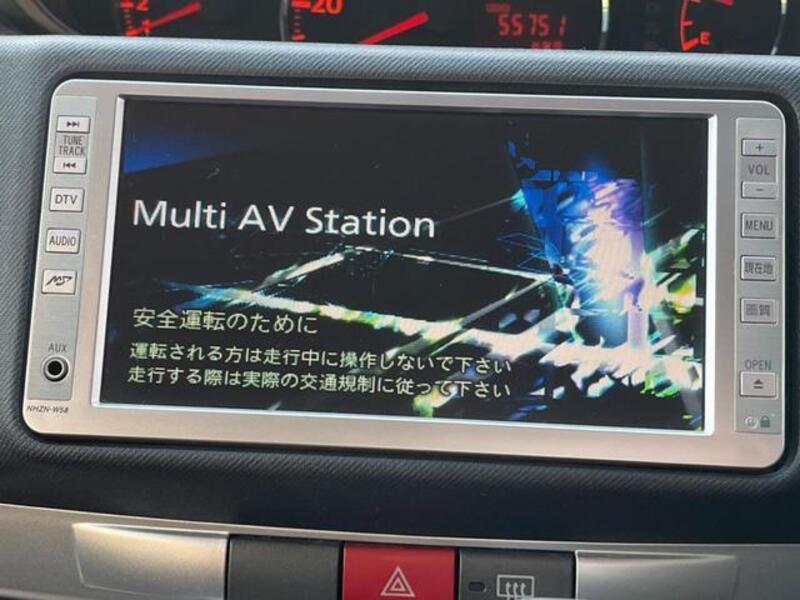 2
20
55751
E
TUNE
TRACK
DTV
AUDIO
AUX
NHZN-W58
Multi AV Station
安全運転のために
運転される方は走行中に操作しないで下さい
走行する際は実際の交通規制に従って下さい
+
VOL
−
MENU
現在地
画質
OPEN